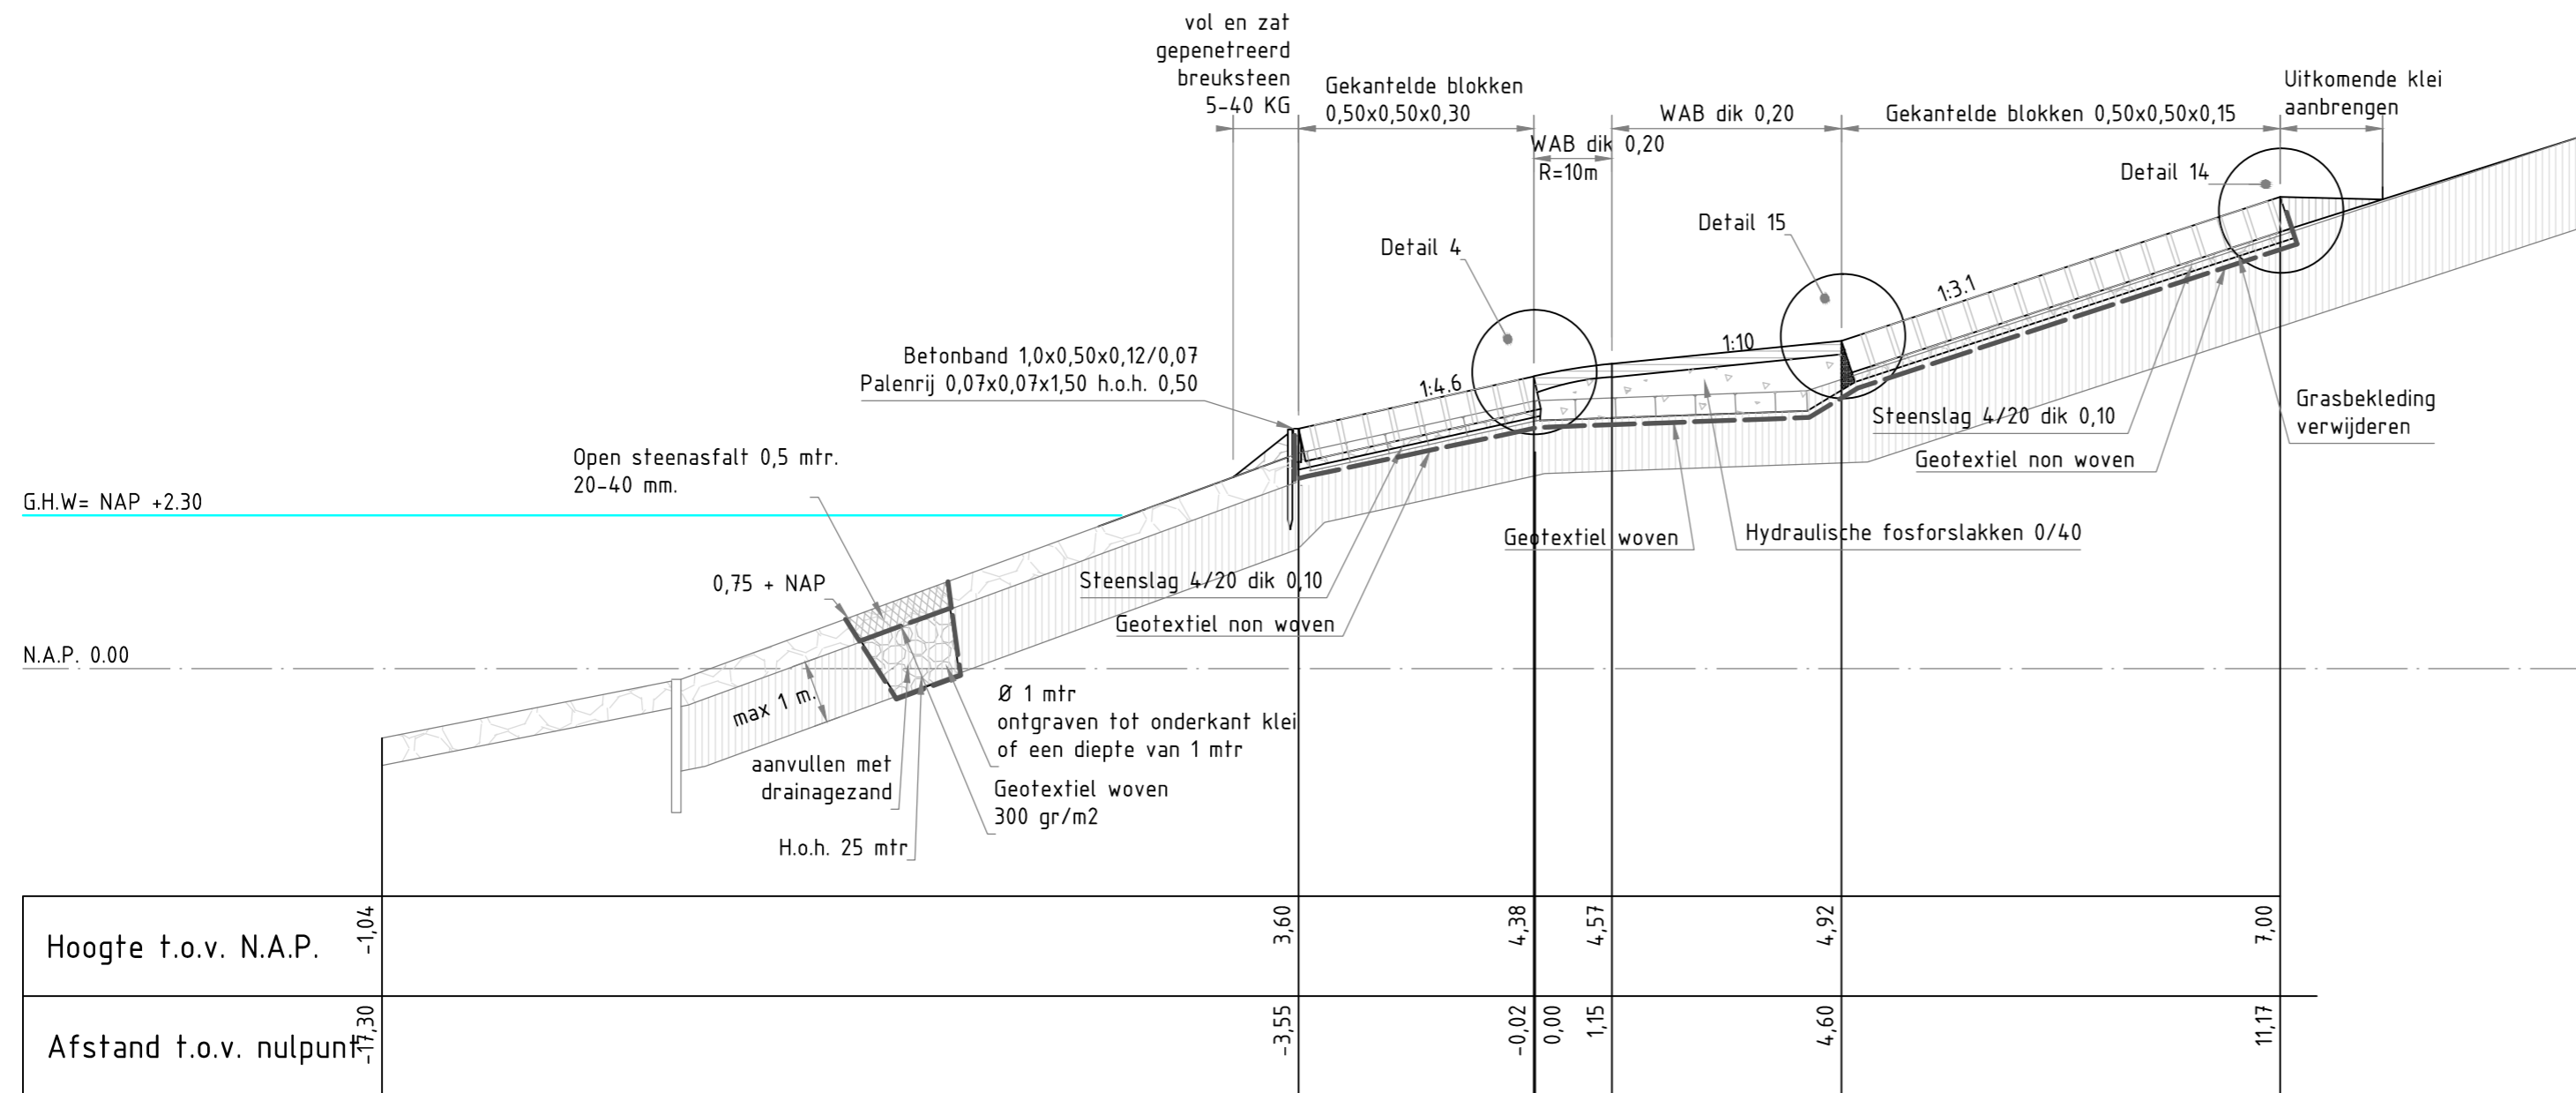 vol en zat
gepenetreerd
breuksteen
5-40 KG
Gekantelde blokken
0,50x0,50x0,30
WAB dik 0,20
R=10m
WAB dik 0,20
Gekantelde blokken 0,50x0,50x0,15
Uitkomende klei
aanbrengen
Detail 14
Detail 15
Detail 4
1:3.1
1:10
1:4.6
Betonband 1,0x0,50x0,12/0,07
Palenrij 0,07x0,07x1,50 h.o.h. 0,50
Grasbekleding
verwijderen
Steenslag 4/20 dik 0,10
Geotextiel non woven
Open steenasfalt 0,5 mtr.
20-40 mm.
G.H.W= NAP +2.30
Geotextiel woven
Hydraulische fosforslakken 0/40
0,75 + NAP
Steenslag 4/20 dik 0,10
Geotextiel non woven
N.A.P. 0.00
max 1 m.
Ø 1 mtr
ontgraven tot onderkant klei
of een diepte van 1 mtr
aanvullen met
drainagezand
Geotextiel woven
300 gr/m2
H.o.h. 25 mtr
Hoogte t.o.v. N.A.P. -1,04 3,60 4,38 4,57 4,92 7,00
Afstand t.o.v. nulpunt -17,30 -3,55 -0,02 0,00 1,15 4,60 11,17